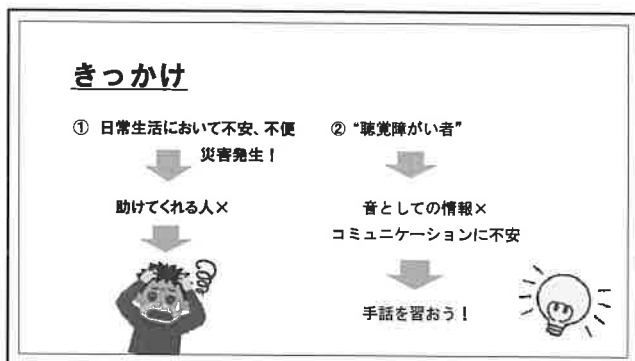 きっかけ
① 日常生活において不安、不便
災害発生！
助けてくれる人×
② “聴覚障がい者”
音としての情報×
コミュニケーションに不安
手話を習おう！